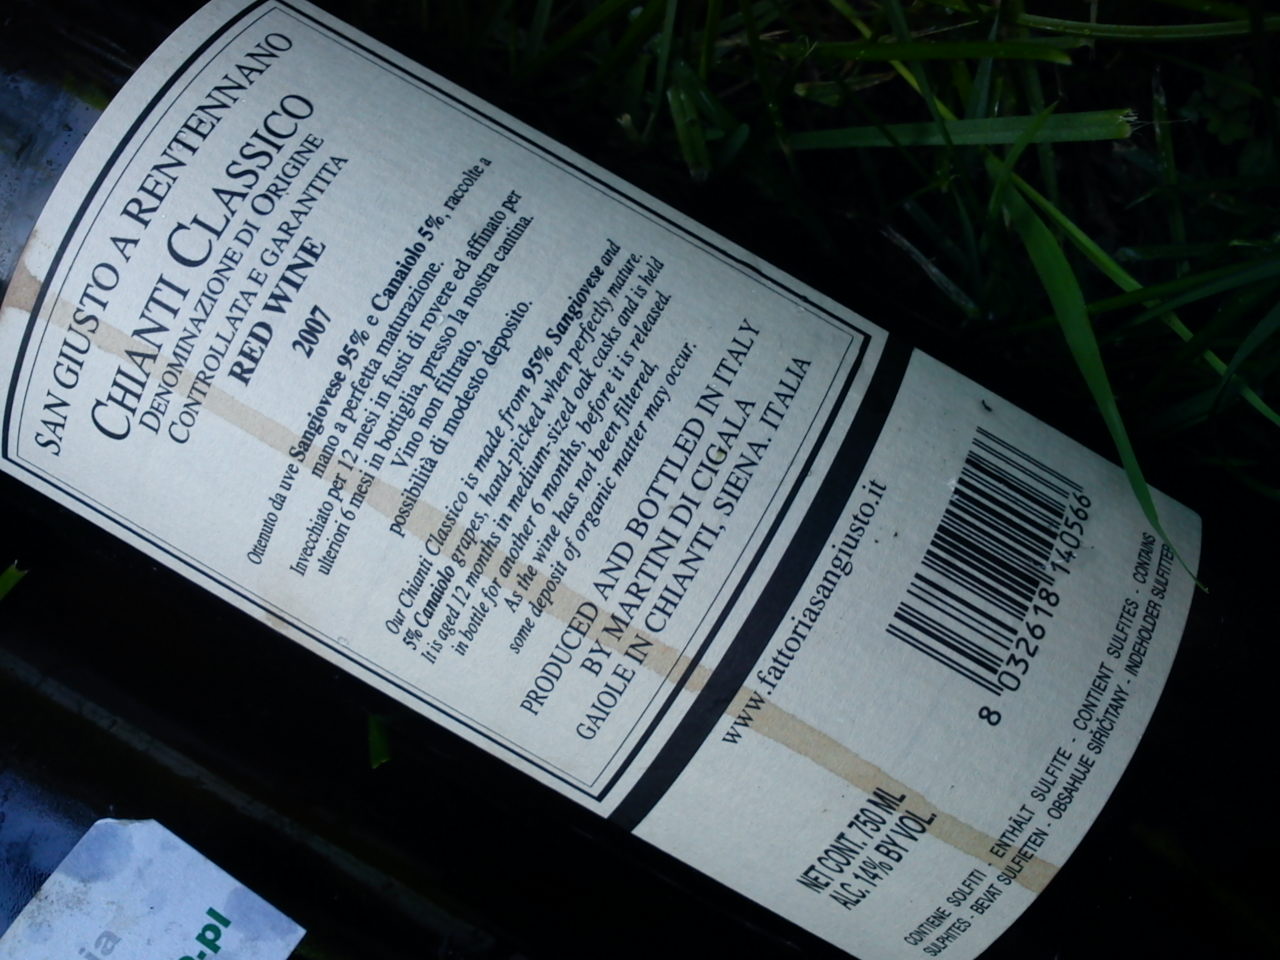 SAN GIUSTO A RENTENNANO
CHIANTI CLASSICO
DENOMINAZIONE DI ORIGINE
CONTROLLATA E GARANTITA
RED WINE
2007
Ottenuto da uve Sangiovese 95% e Canaiolo 5%, raccolte a
mano a perfetta maturazione.
Invecchiato per 12 mesi in fusti di rovere ed affinato per
ulteriori 6 mesi in bottiglia, presso la nostra cantina.
Vino non filtrato,
possibilità di modesto deposito.
Our Chianti Classico is made from 95% Sangiovese and
5% Canaiolo grapes, hand-picked when perfectly mature.
It is aged 12 months in medium-sized oak casks and is held
in bottle for another 6 months, before it is released.
As the wine has not been filtered,
some deposit of organic matter may occur.
PRODUCED AND BOTTLED IN ITALY
BY MARTINI DI CIGALA
GAIOLE IN CHIANTI, SIENA. ITALIA
www.fattoriasangiusto.it
8 032618 140566
NET CONT. 750 ML
ALC. 14% BY VOL.
CONTIENE SOLFITI - ENTHÄLT SULFITE - CONTIENT SULFITES - CONTAINS
SULPHITES - BEVAT SULFIETEN - OBSAHUJE SIŘIČITANY - INDEHOLDER SULFITTER
.pl